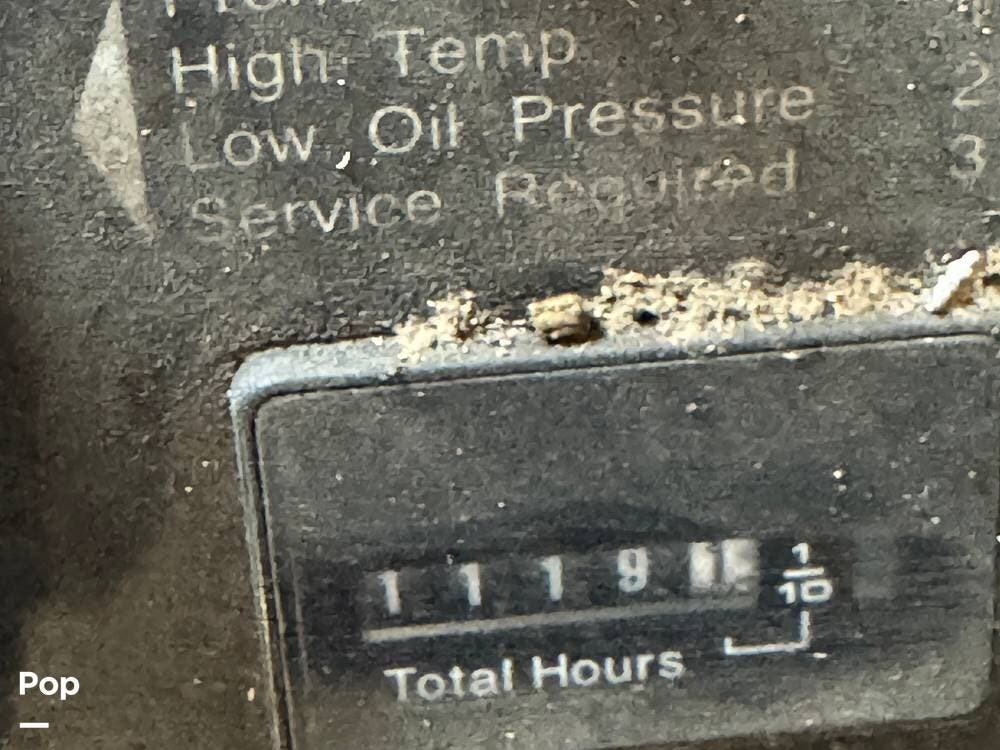 High Temp
2
Low Oil Pressure
3
Service Required
1 1 1 9
1/10
Total Hours
Pop